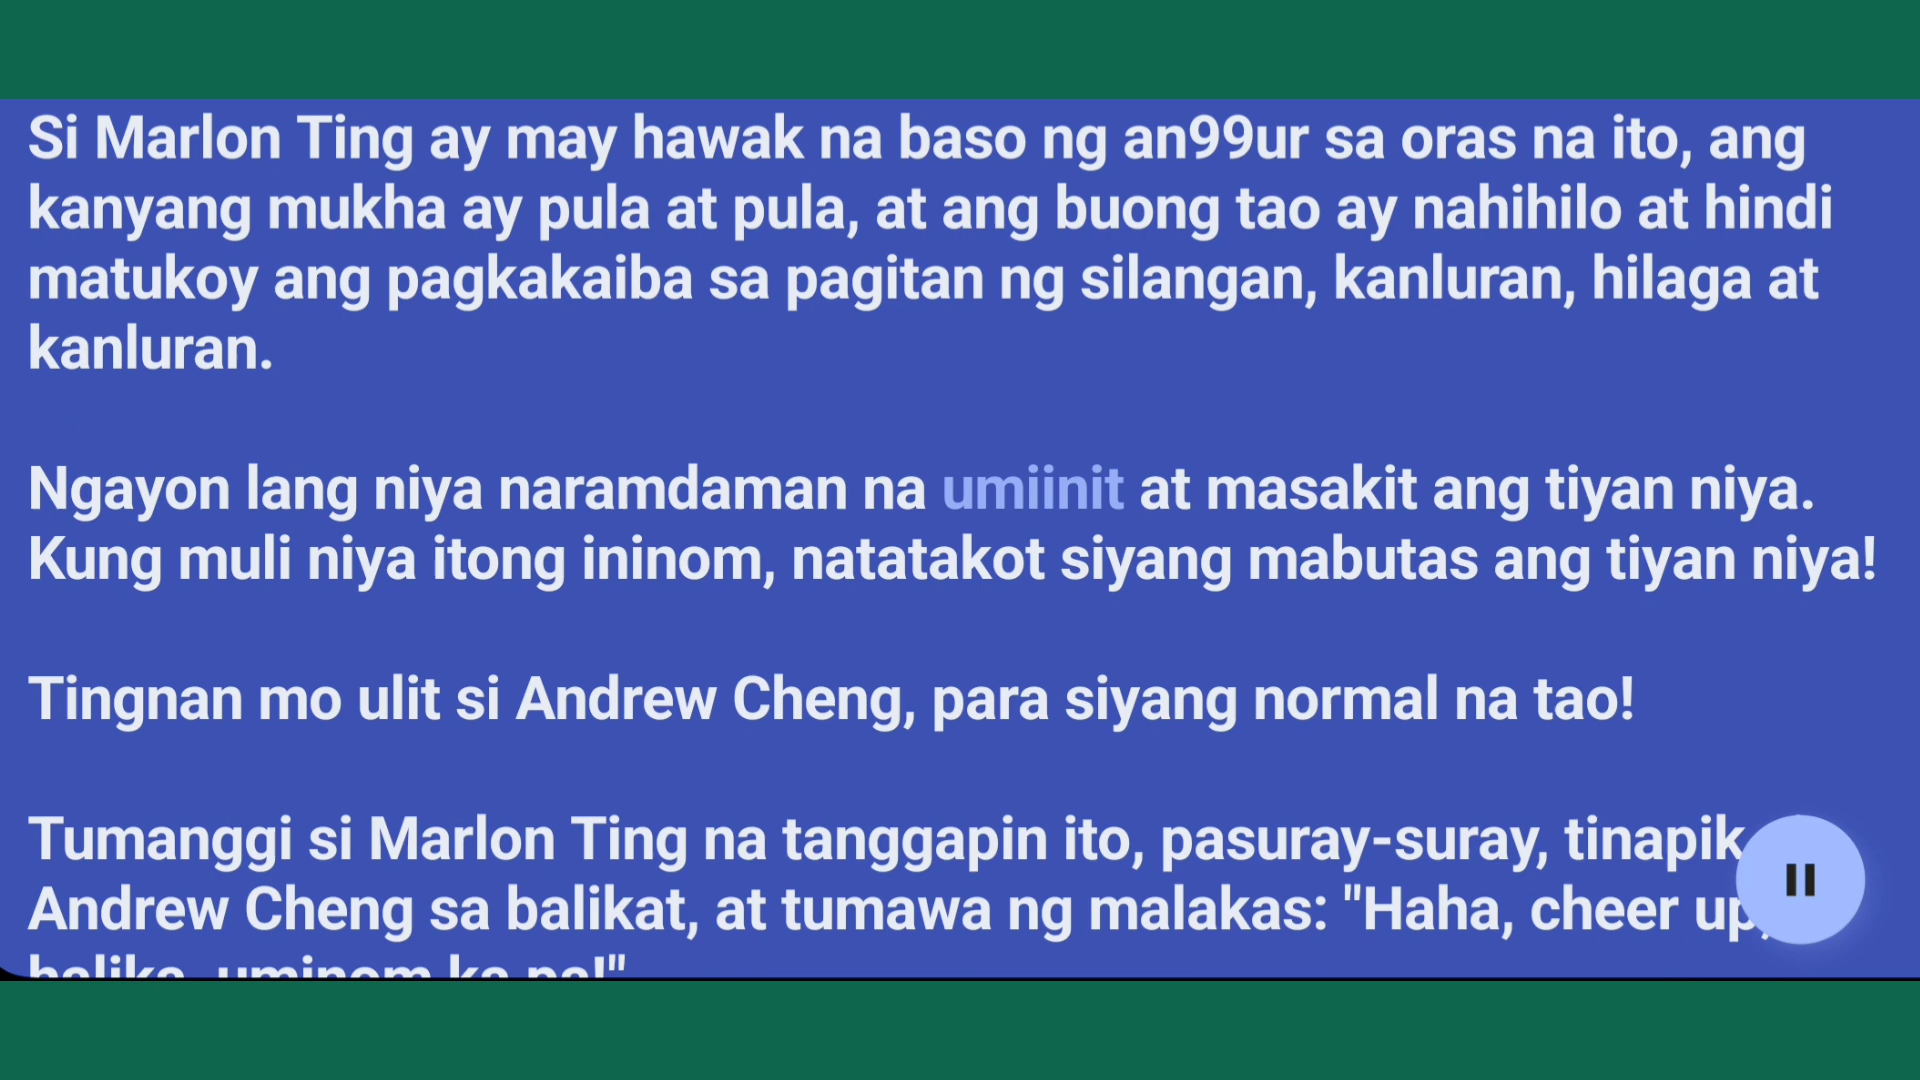 Si Marlon Ting ay may hawak na baso ng an99ur sa oras na ito, ang
kanyang mukha ay pula at pula, at ang buong tao ay nahihilo at hindi
matukoy ang pagkakaiba sa pagitan ng silangan, kanluran, hilaga at
kanluran.
Ngayon lang niya naramdaman na umiinit at masakit ang tiyan niya.
Kung muli niya itong ininom, natatakot siyang mabutas ang tiyan niya!
Tingnan mo ulit si Andrew Cheng, para siyang normal na tao!
Tumanggi si Marlon Ting na tanggapin ito, pasuray-suray, tinapik
Andrew Cheng sa balikat, at tumawa ng malakas: "Haha, cheer up,
halika, uminom ka pa!"